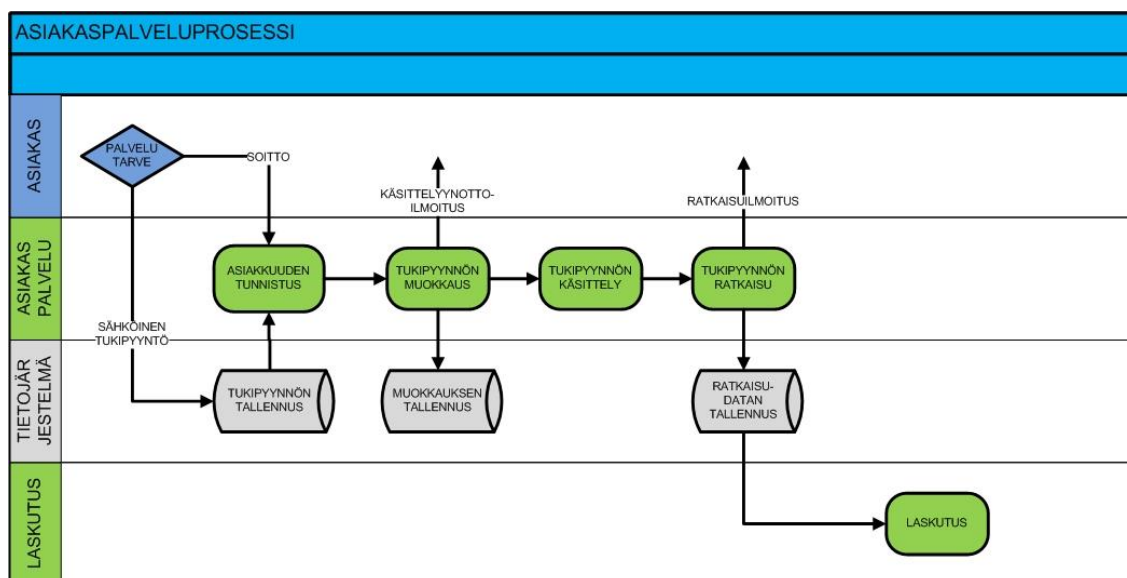 ASIAKASPALVELUPROSESSI
ASIAKAS
PALVELU
TARVE
SOITTO
KÄSITTELYYNOTTO-
ILMOITUS
RATKAISUILMOITUS
ASIAKAS
PALVELU
ASIAKKUUDEN
TUNNISTUS
TUKIPYYNNÖN
MUOKKAUS
TUKIPYYNNÖN
KÄSITTELY
TUKIPYYNNÖN
RATKAISU
SÄHKÖINEN
TUKIPYYNTÖ
TIETOJÄR
JESTELMÄ
TUKIPYYNNÖN
TALLENNUS
MUOKKAUKSEN
TALLENNUS
RATKAISU-
DATAN
TALLENNUS
LASKUTUS
LASKUTUS